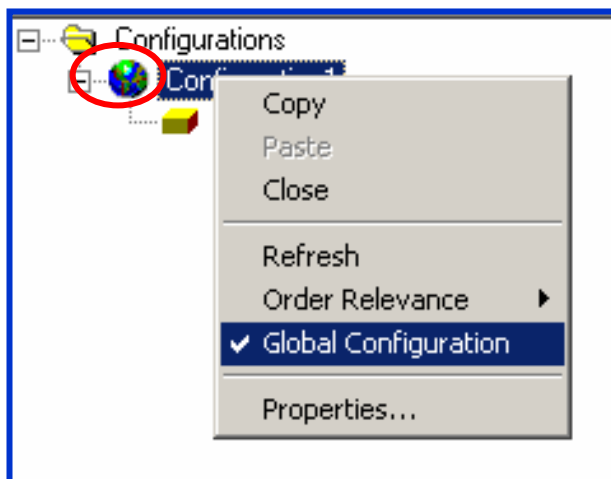 Configurations
Copy
Paste
Close
Refresh
Order Relevance
Global Configuration
Properties...